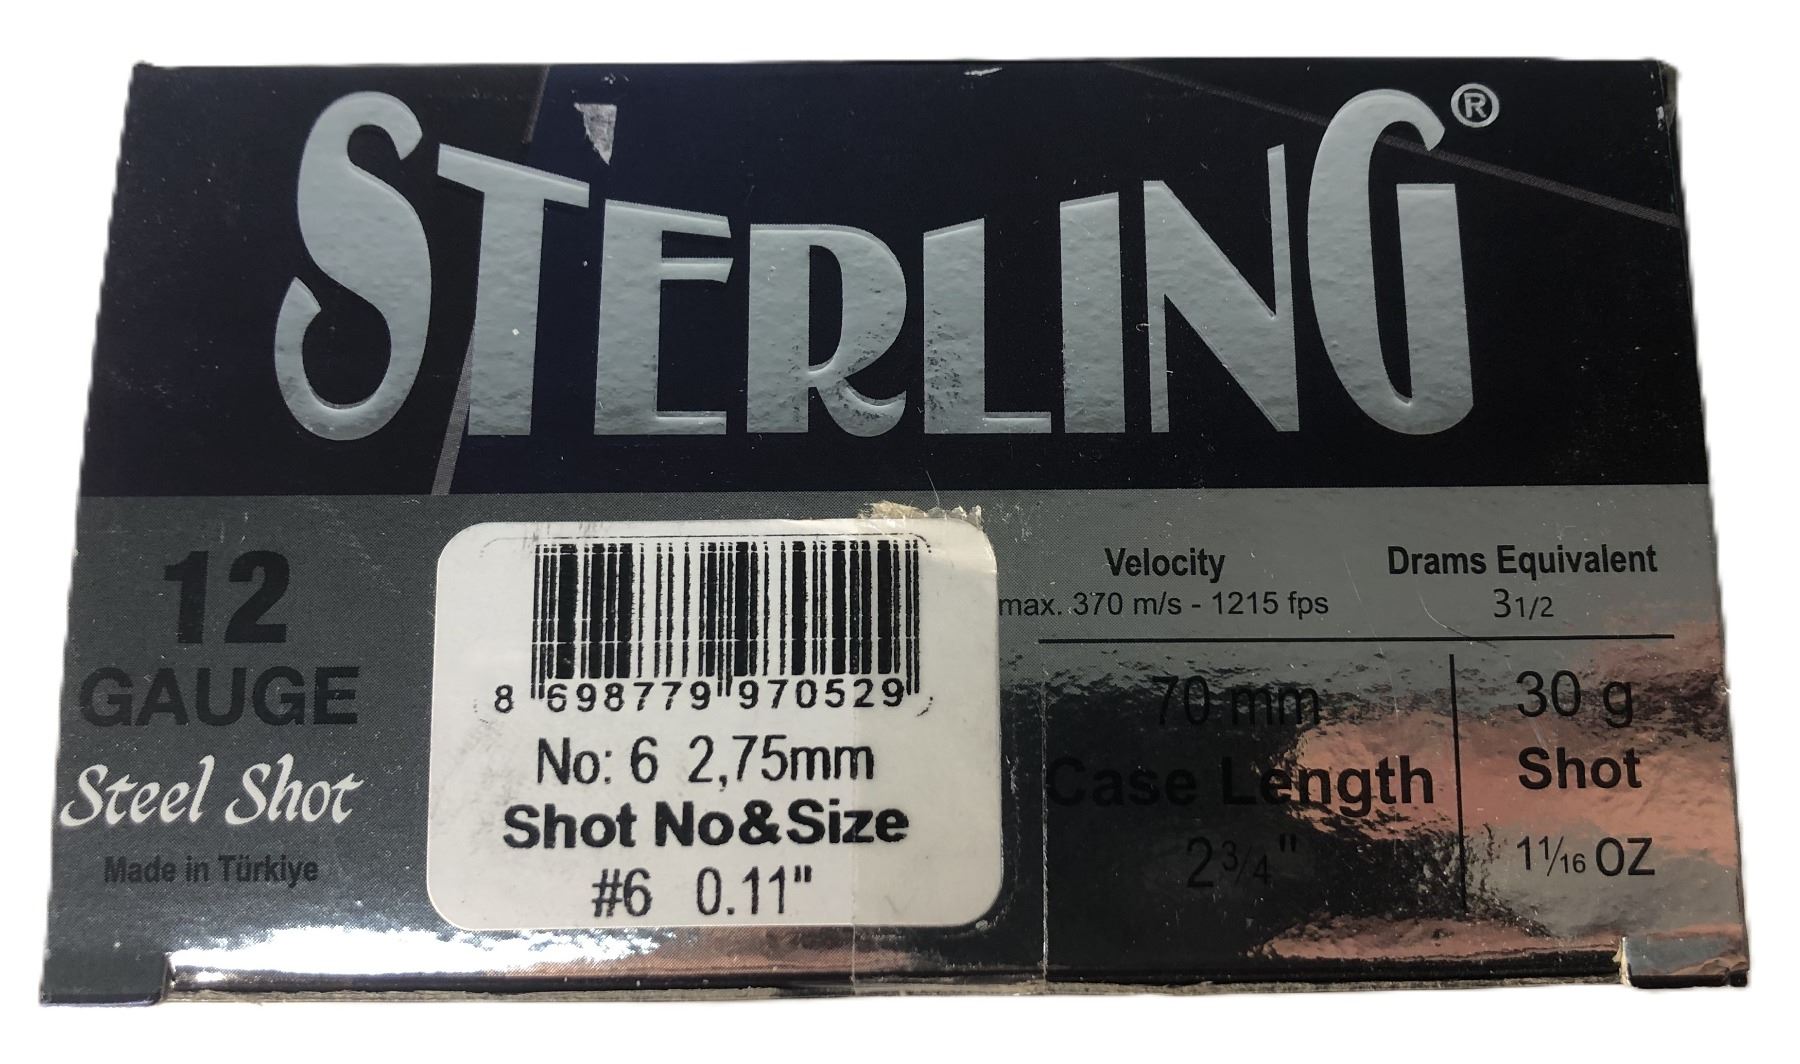 STERLING®
12
GAUGE
Steel Shot
Made in Türkiye
8 698779 970529
No: 6 2,75mm
Shot No&Size
#6 0.11"
Velocity
max. 370 m/s - 1215 fps
Drams Equivalent
3 1/2
70 mm
Case Length
2 3/4"
30 g
Shot
1 1/16 OZ